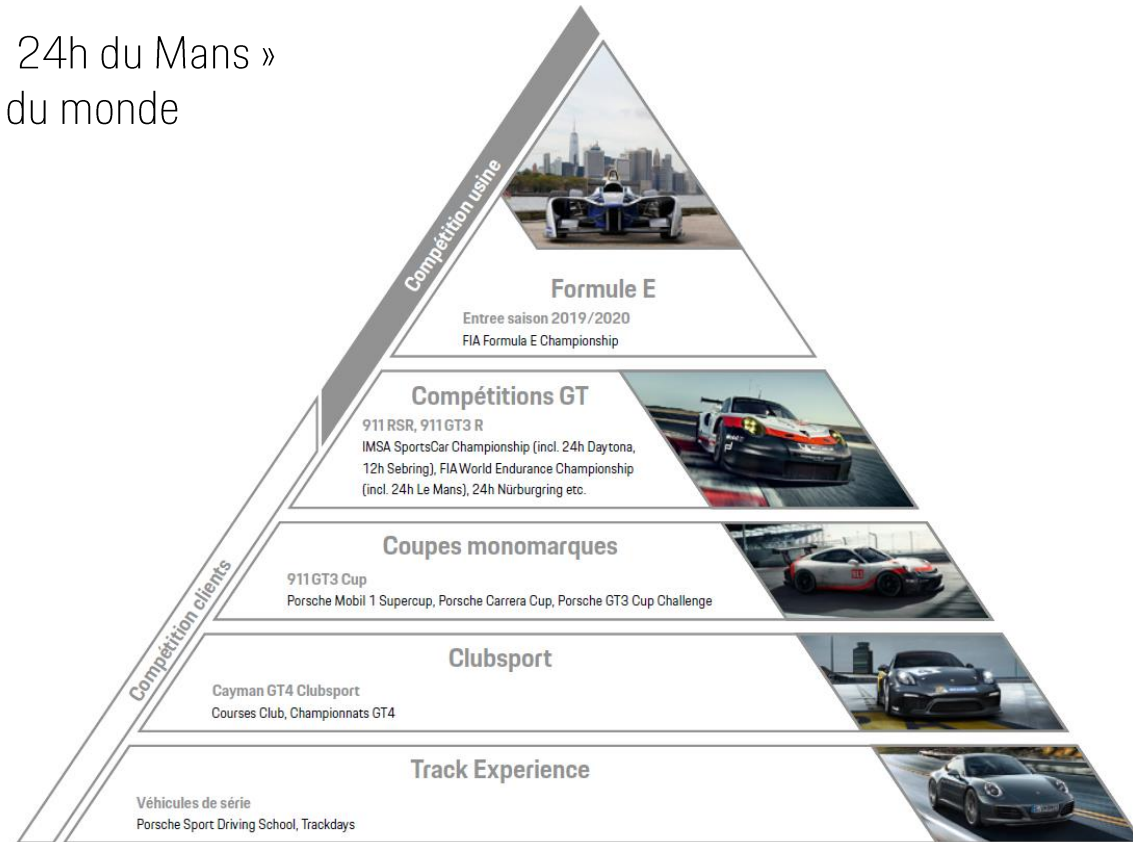 24h du Mans »
du monde
Compétition usine
Formule E
Entree saison 2019/2020
FIA Formula E Championship
Compétitions GT
911 RSR, 911 GT3 R
IMSA SportsCar Championship (incl. 24h Daytona,
12h Sebring), FIA World Endurance Championship
(incl. 24h Le Mans), 24h Nürburgring etc.
Coupes monomarques
911 GT3 Cup
Porsche Mobil 1 Supercup, Porsche Carrera Cup, Porsche GT3 Cup Challenge
Compétition clients
Clubsport
Cayman GT4 Clubsport
Courses Club, Championnats GT4
Track Experience
Véhicules de série
Porsche Sport Driving School, Trackdays